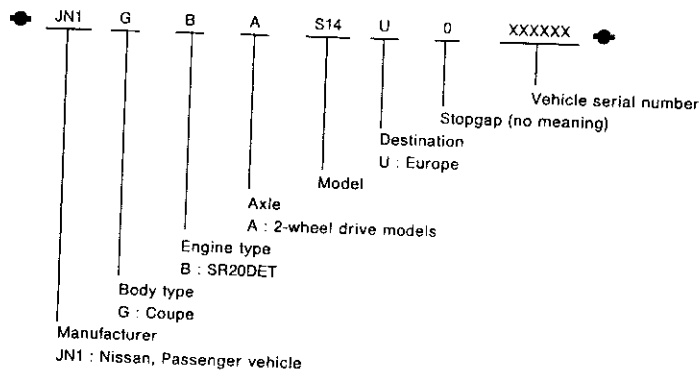 JN1 G B A S14 U 0 XXXXXX
Vehicle serial number
Stopgap (no meaning)
Destination
U : Europe
Model
Axle
A : 2-wheel drive models
Engine type
B : SR20DET
Body type
G : Coupe
Manufacturer
JN1 : Nissan, Passenger vehicle